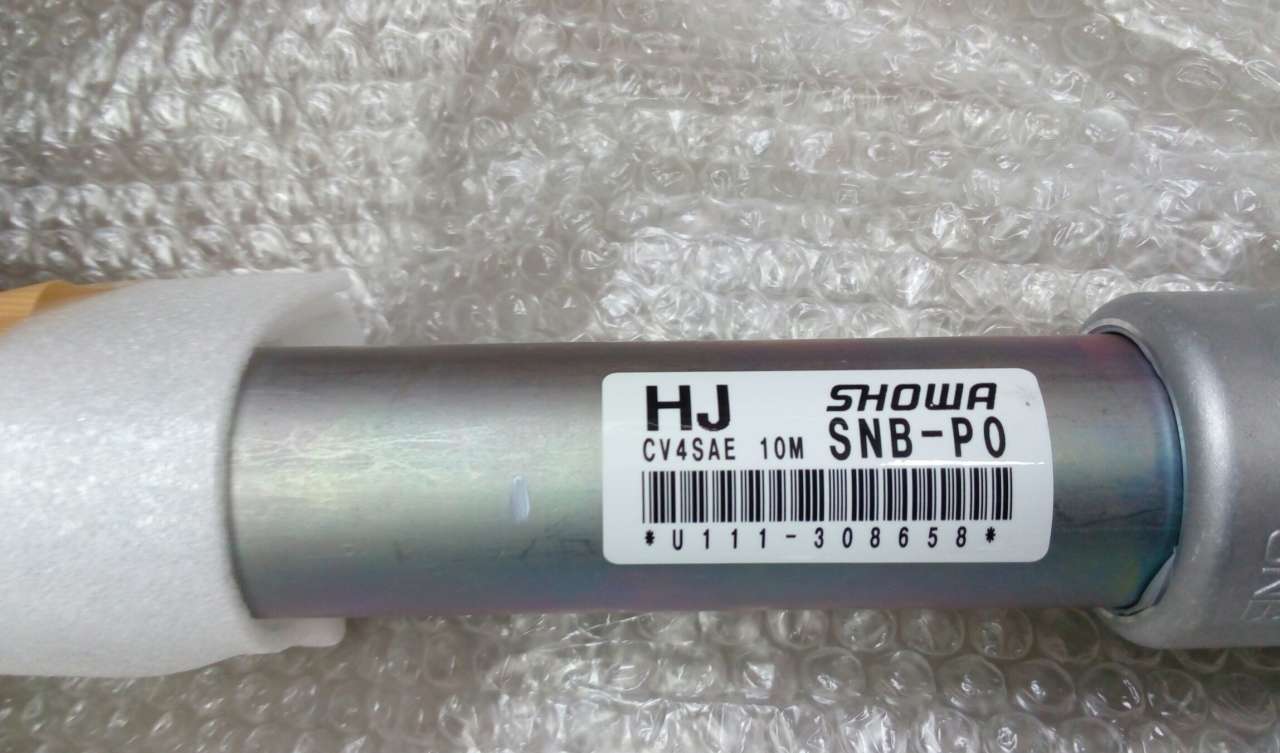 HJ SHOWA
CV4SAE 10M SNB-P0
*U111-308658*